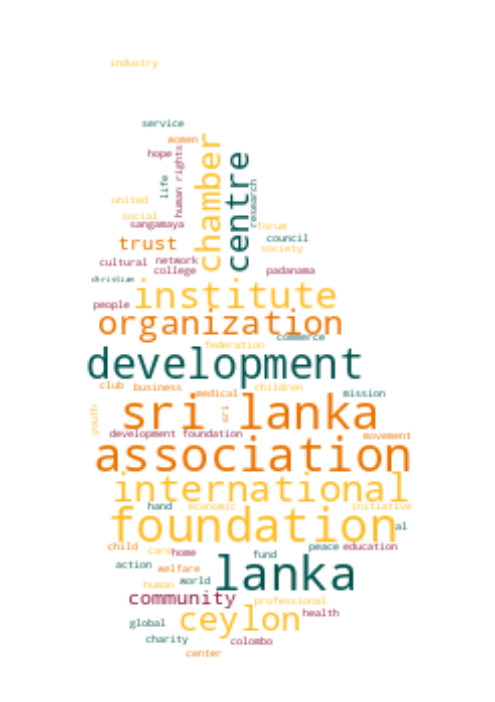 industry
service
women
chamber
hope
human rights
centre
life
research
united
social
sangamaya
forum
trust
council
society
cultural
network
college
padanama
christian
institute
people
organization
commerce
federation
development
club
business
medical
children
mission
sri lanka
youth
sri
development foundation
movement
association
international
hand
economic
initiative
foundation
al
child
care
home
fund
peace
education
action
welfare
lanka
human
world
community
professional
ceylon
health
global
charity
colombo
center